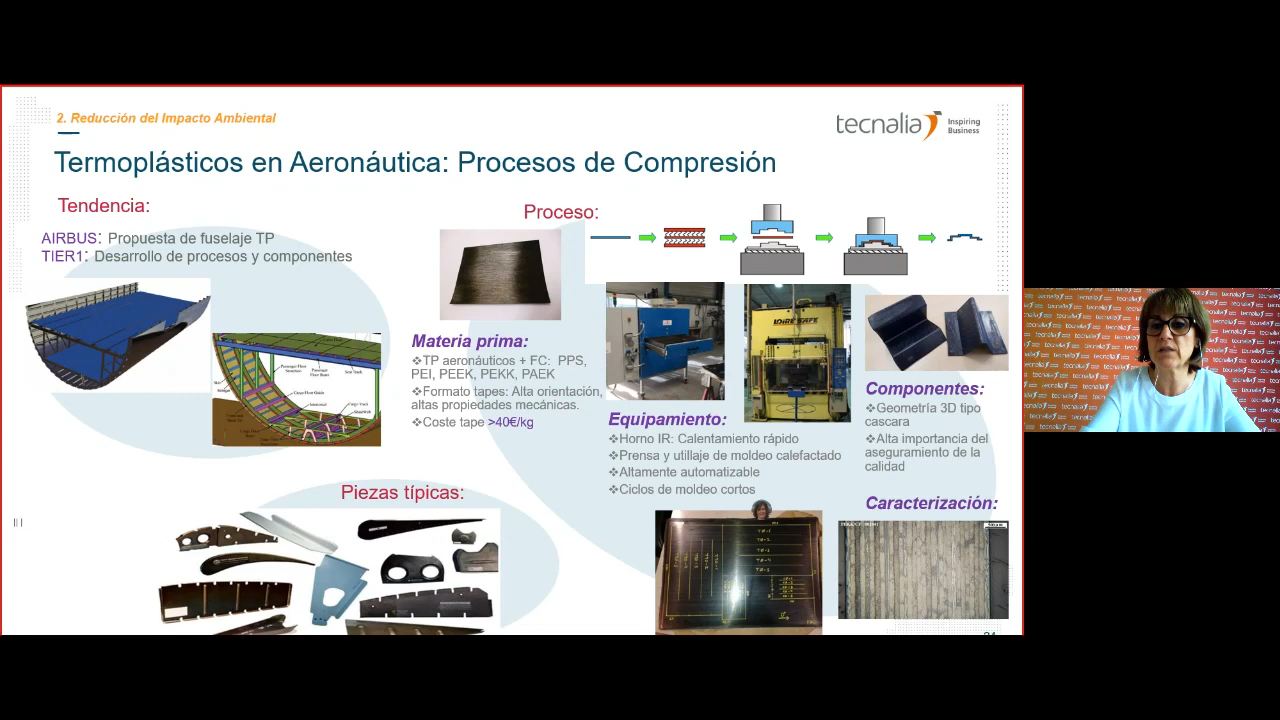 2. Reducción del Impacto Ambiental
tecnalia Inspiring Business
Termoplásticos en Aeronáutica: Procesos de Compresión
Tendencia:
AIRBUS: Propuesta de fuselaje TP
TIER1: Desarrollo de procesos y componentes
Proceso:
Materia prima:
❖TP aeronáuticos + FC: PPS,
PEI, PEEK, PEKK, PAEK
❖Formato tapes: Alta orientación,
altas propiedades mecánicas.
❖Coste tape >40€/kg
LOIRE SAFE
Equipamiento:
❖Horno IR: Calentamiento rápido
❖Prensa y utillaje de moldeo calefactado
❖Altamente automatizable
❖Ciclos de moldeo cortos
Componentes:
❖Geometría 3D tipo
cascara
❖Alta importancia del
aseguramiento de la
calidad
Caracterización:
Piezas típicas: